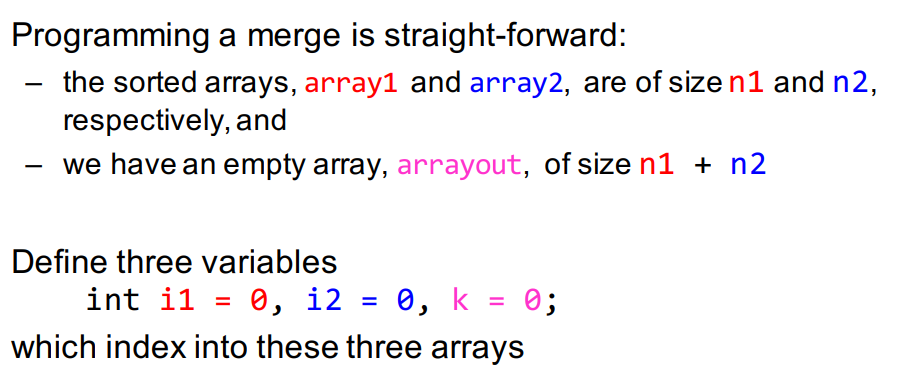 Programming a merge is straight-forward:
– the sorted arrays, array1 and array2, are of size n1 and n2,
respectively, and
– we have an empty array, arrayout, of size n1 + n2
Define three variables
int i1 = 0, i2 = 0, k = 0;
which index into these three arrays